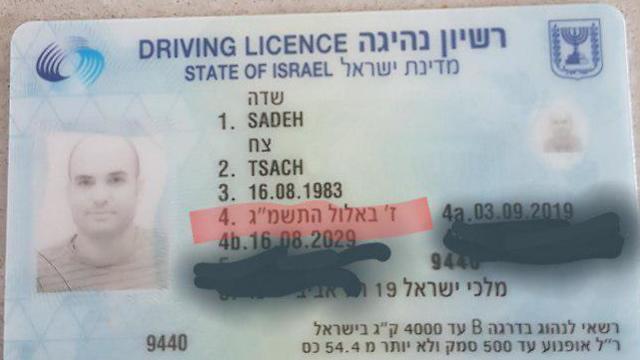 DRIVING LICENCE רשיון נהיגה
STATE OF ISRAEL מדינת ישראל
שדה
1. SADEH
צח
2. TSACH
3. 16.08.1983
4. ז' באלול התשמ"ג 4a.03.09.2019
4b.16.08.2029
9440
מלכי ישראל 19
רשאי לנהוג בדרגה B עד 4000 ק"ג בישראל
9440 ר"ל אופנוע עד 500 סמק ולא יותר מ 54.4 כס